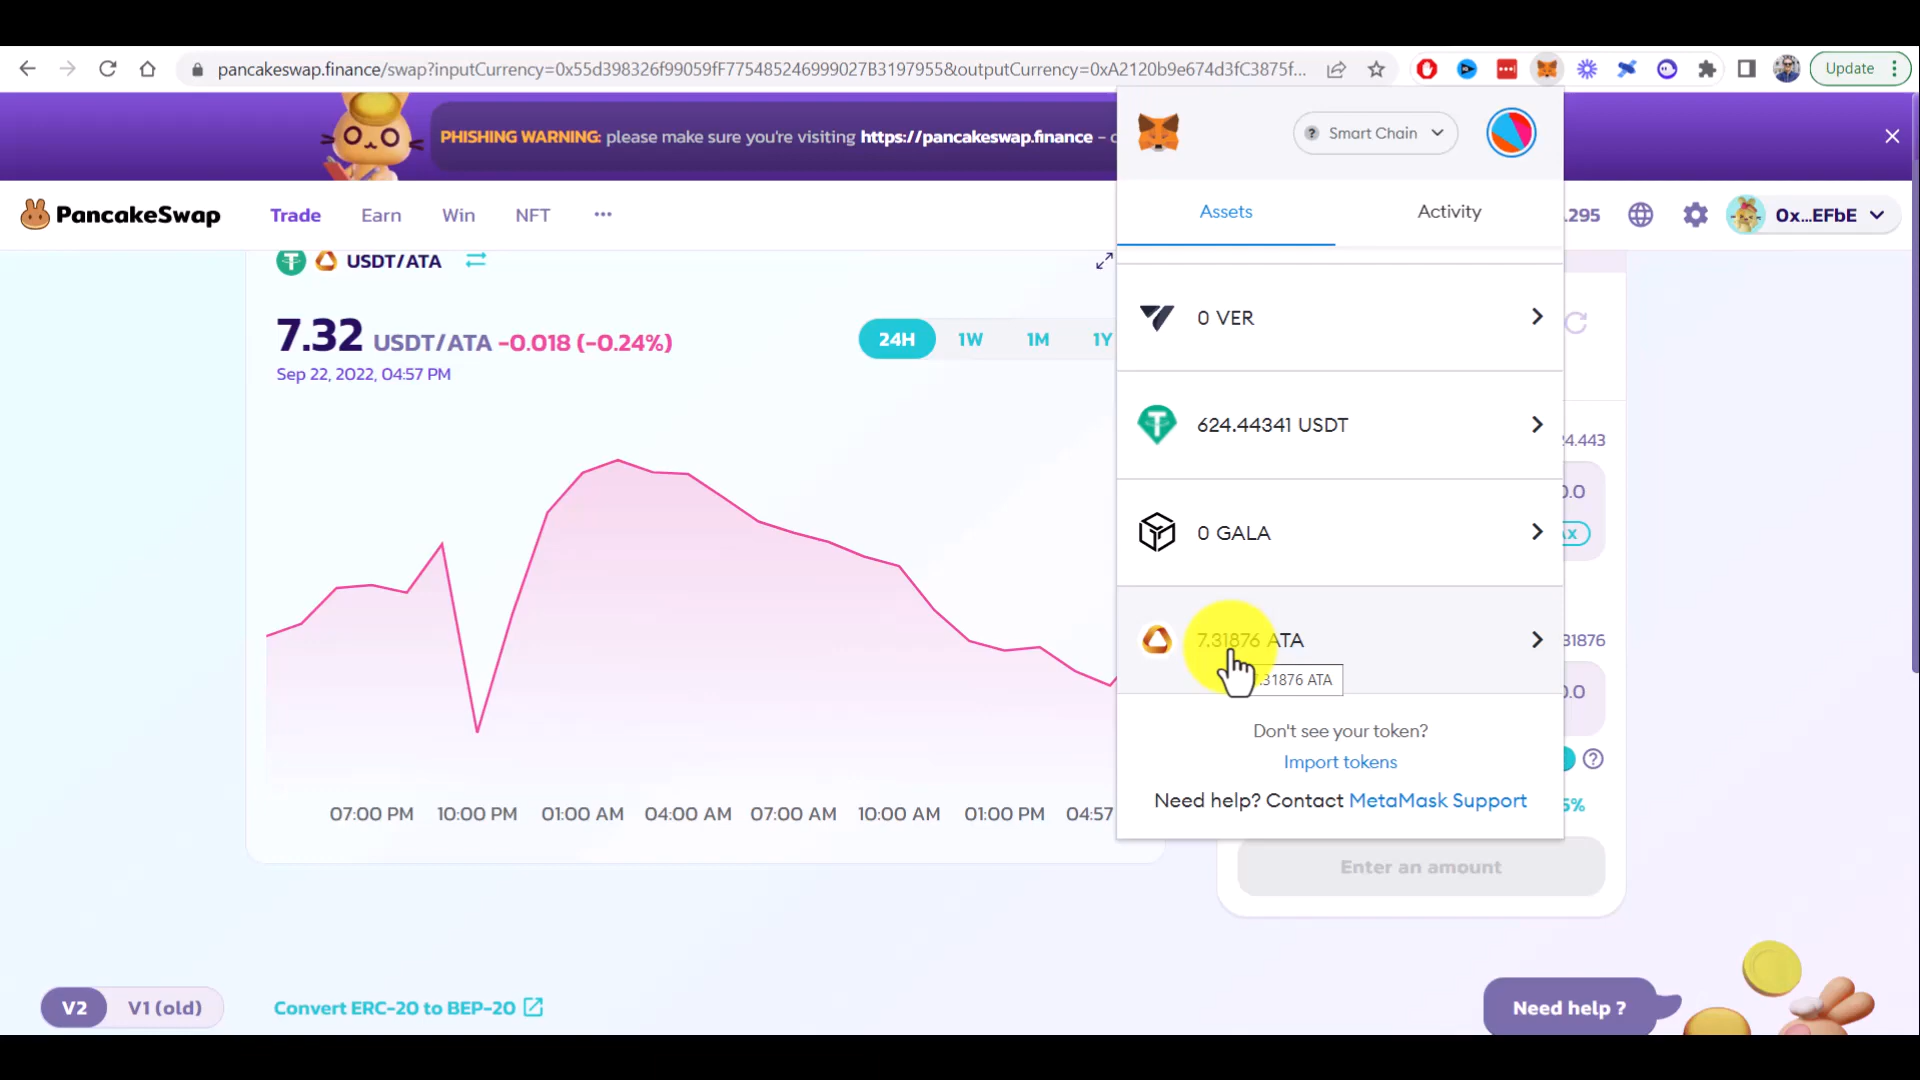 pancakeswap.finance/swap?inputCurrency=0x55d398326f99059fF775485246999027B3197955&outputCurrency=0xA2120b9e674d3fC3875f...
Update
PHISHING WARNING: please make sure you're visiting https://pancakeswap.finance - c
Smart Chain
PancakeSwap
Trade
Earn
Win
NFT
Assets
Activity
.295
0x...EFbE
USDT/ATA
7.32 USDT/ATA -0.018 (-0.24%)
Sep 22, 2022, 04:57 PM
24H
1W
1M
1Y
0 VER
624.44341 USDT
4.443
0 GALA
7.31876 ATA
31876
.31876 ATA
Don't see your token?
Import tokens
Need help? Contact MetaMask Support
5%
07:00 PM
10:00 PM
01:00 AM
04:00 AM
07:00 AM
10:00 AM
01:00 PM
04:57
Enter an amount
V2
V1 (old)
Convert ERC-20 to BEP-20
Need help ?